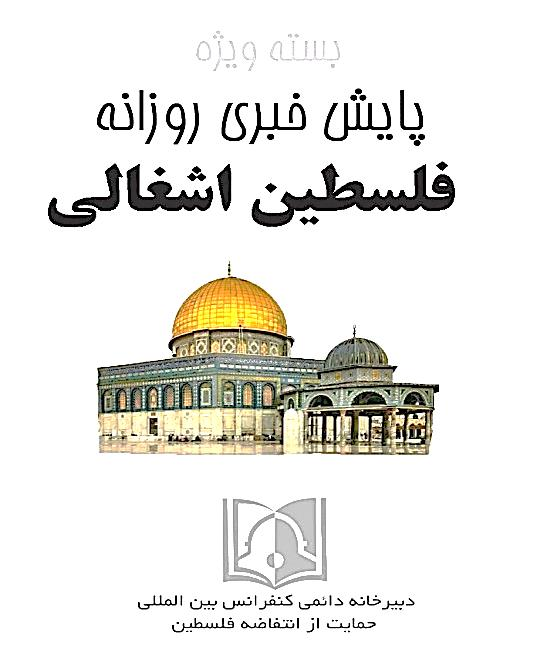 بسته ویژه
پایش خبری روزانه
فلسطین اشغالی
دبیرخانه دائمی کنفرانس بین المللی
حمایت از انتفاضه فلسطین